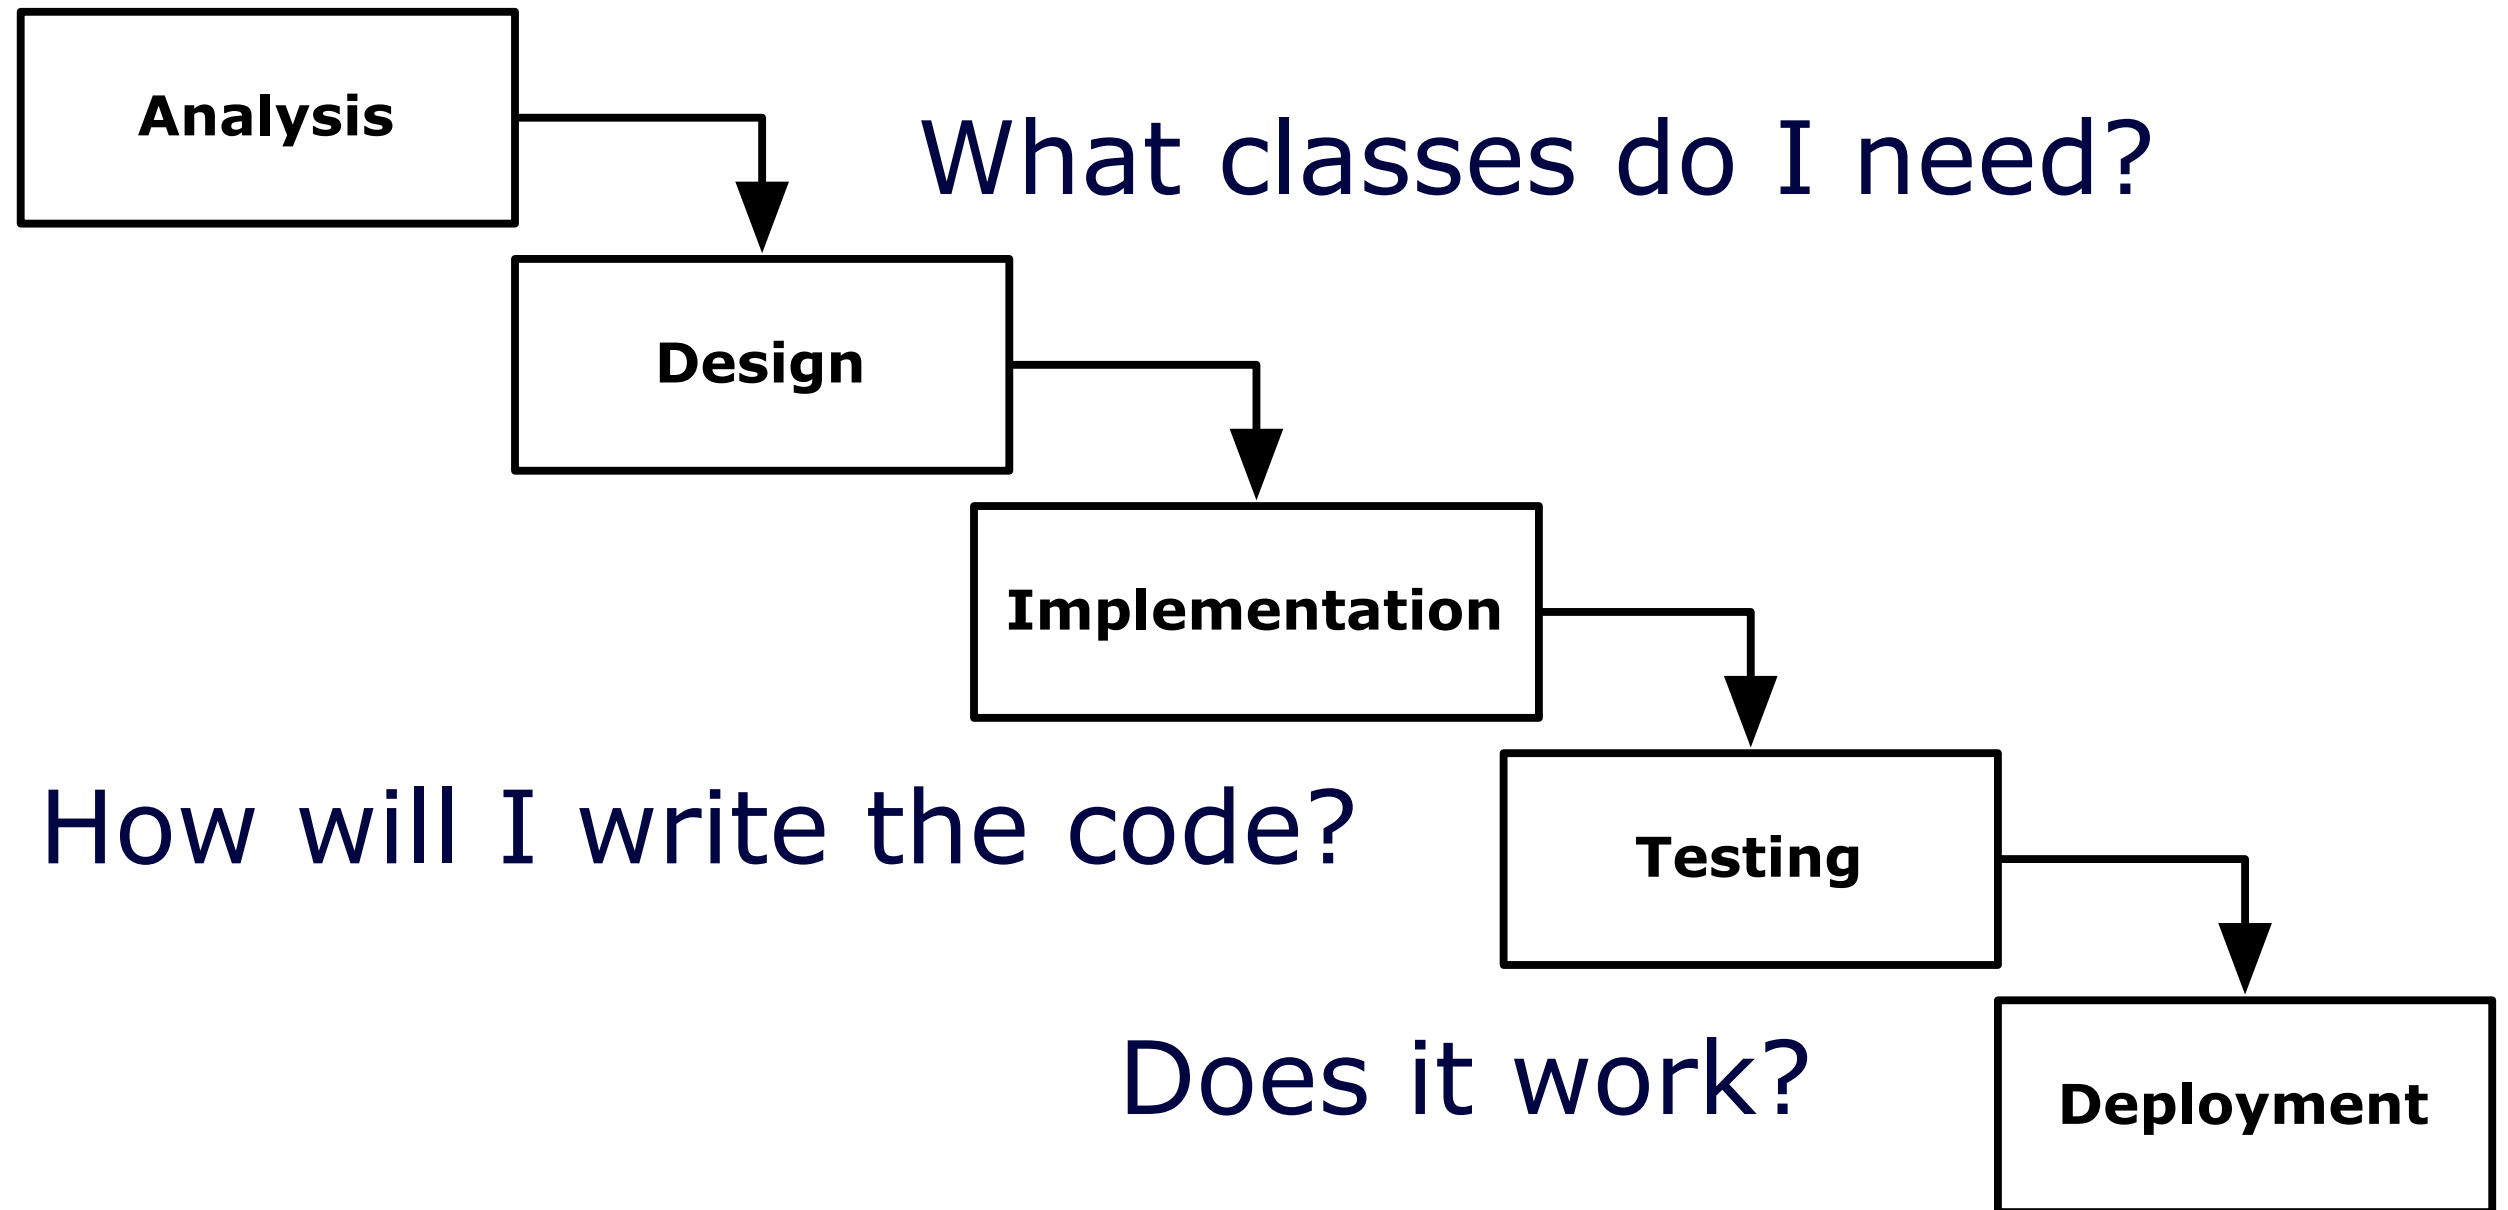 Analysis
What classes do I need?
Design
Implementation
How will I write the code?
Testing
Does it work?
Deployment